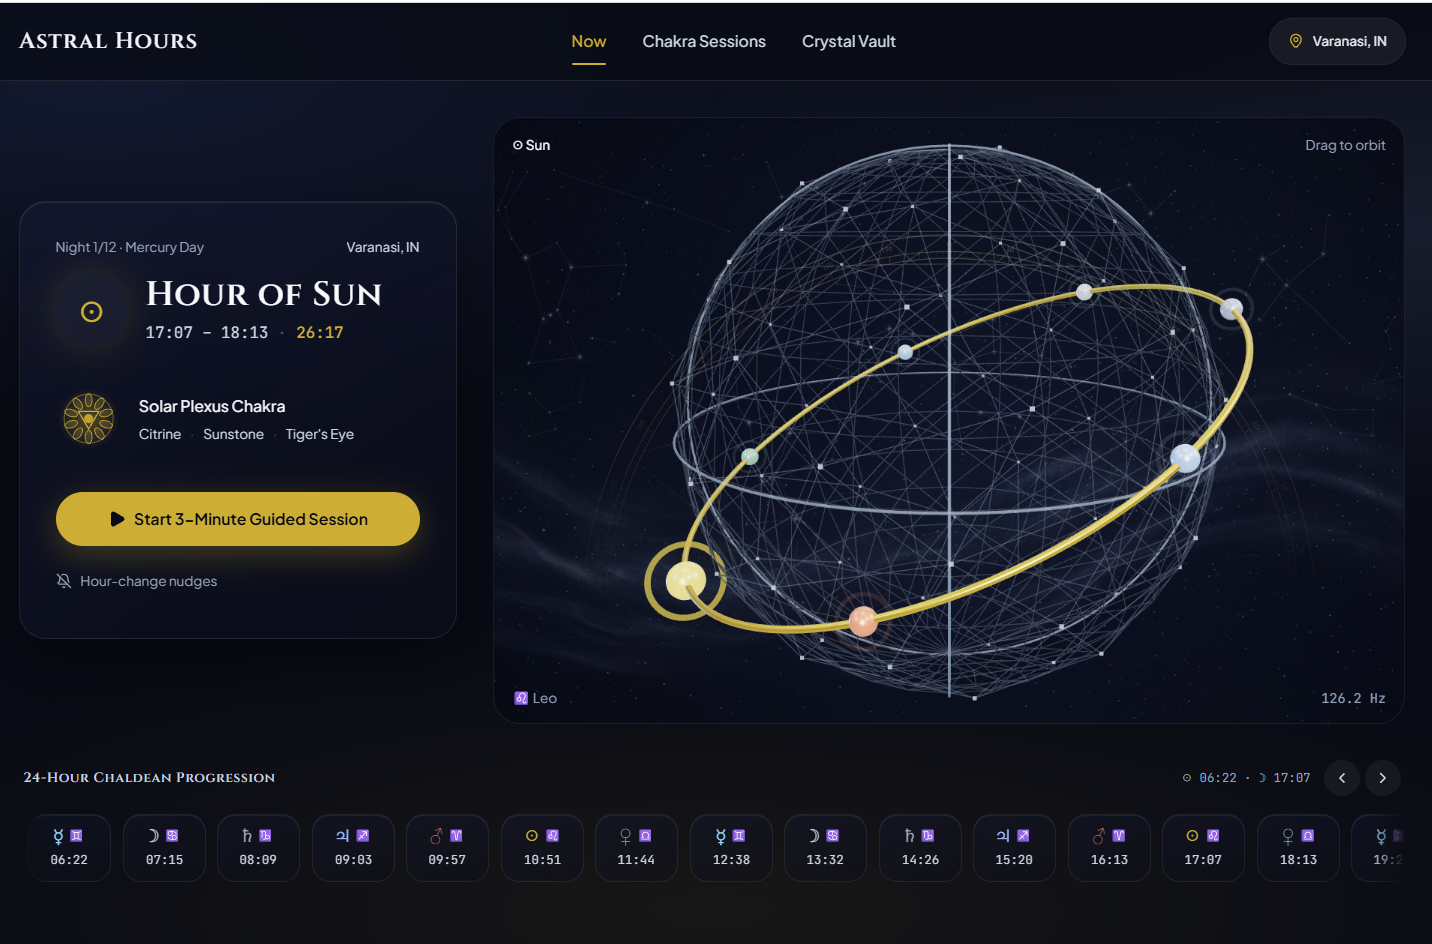 Astral Hours
Now
Chakra Sessions
Crystal Vault
Varanasi, IN
Night 1/12 · Mercury Day
Varanasi, IN
☉
Hour of Sun
17:07 – 18:13 · 26:17
Solar Plexus Chakra
Citrine · Sunstone · Tiger's Eye
Start 3-Minute Guided Session
Hour-change nudges
☉ Sun
Drag to orbit
♌ Leo
126.2 Hz
24-Hour Chaldean Progression
☉ 06:22 · ☽ 17:07
☿ ♊
06:22
☽ ♋
07:15
♄ ♑
08:09
♃ ♐
09:03
♂ ♈
09:57
☉ ♌
10:51
♀ ♎
11:44
☿ ♊
12:38
☽ ♋
13:32
♄ ♑
14:26
♃ ♐
15:20
♂ ♈
16:13
☉ ♌
17:07
♀ ♎
18:13
☿ ♊
19:2